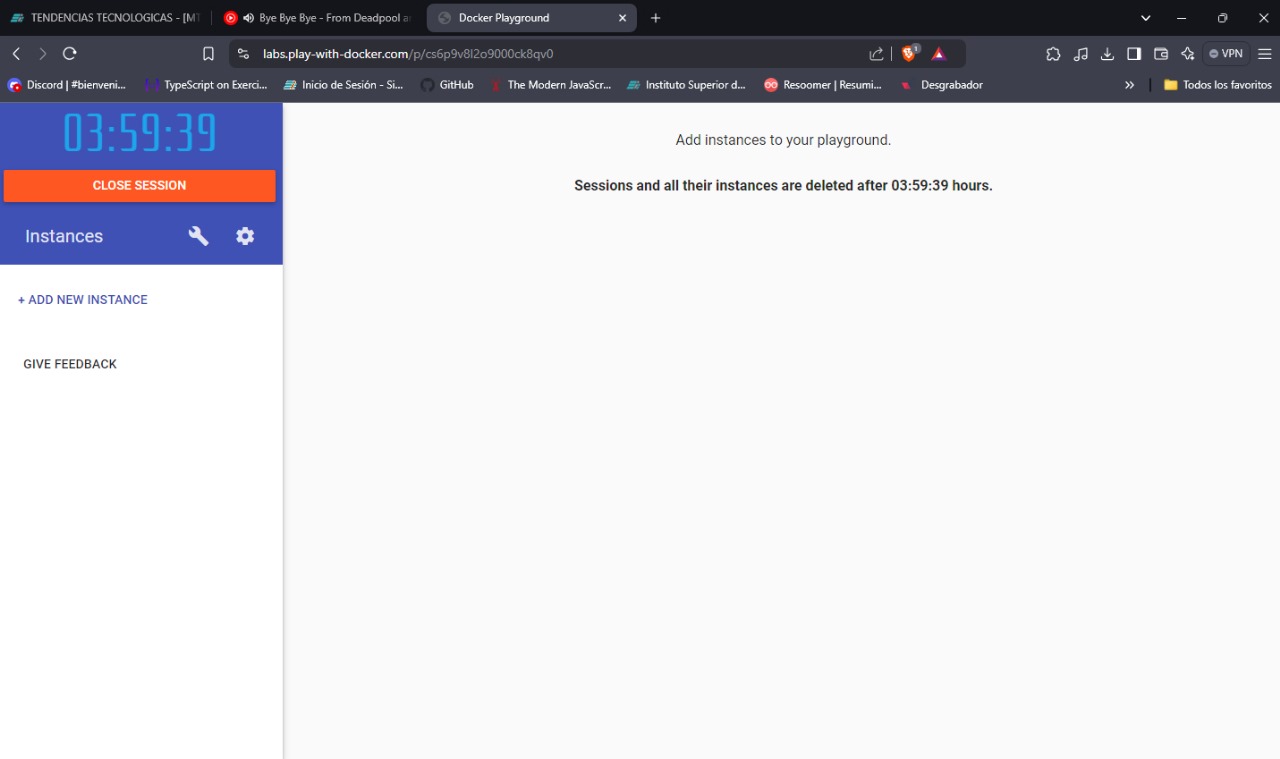 TENDENCIAS TECNOLOGICAS - [MT
Bye Bye Bye - From Deadpool a
Docker Playground
labs.play-with-docker.com/p/cs6p9v8l2o9000ck8qv0
1
VPN
Discord | #bienveni...
TypeScript on Exerci...
Inicio de Sesión - Si...
GitHub
The Modern JavaScr...
Instituto Superior d...
Resoomer | Resumi...
Desgrabador
Todos los favoritos
03:59:39
CLOSE SESSION
Instances
+ ADD NEW INSTANCE
GIVE FEEDBACK
Add instances to your playground.
Sessions and all their instances are deleted after 03:59:39 hours.